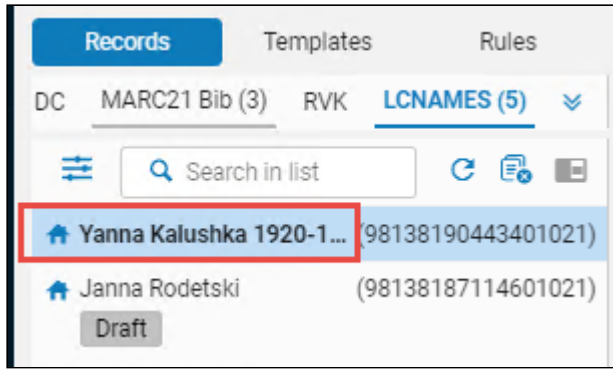 Records Templates Rules
DC MARC21 Bib (3) RVK LCNAMES (5)
Search in list
Yanna Kalushka 1920-1... (98138190443401021)
Janna Rodetski (98138187114601021)
Draft